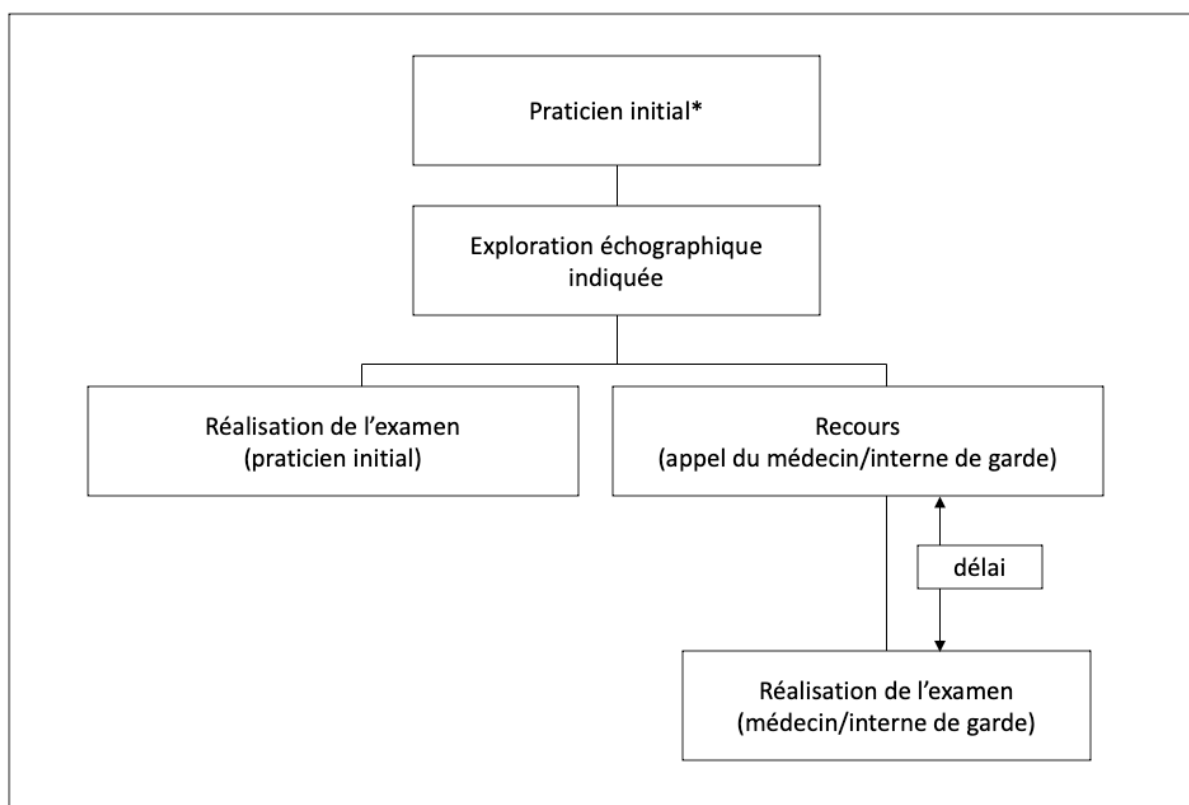 Praticien initial*
Exploration échographique
indiquée
Réalisation de l'examen
(praticien initial)
Recours
(appel du médecin/interne de garde)
délai
Réalisation de l'examen
(médecin/interne de garde)